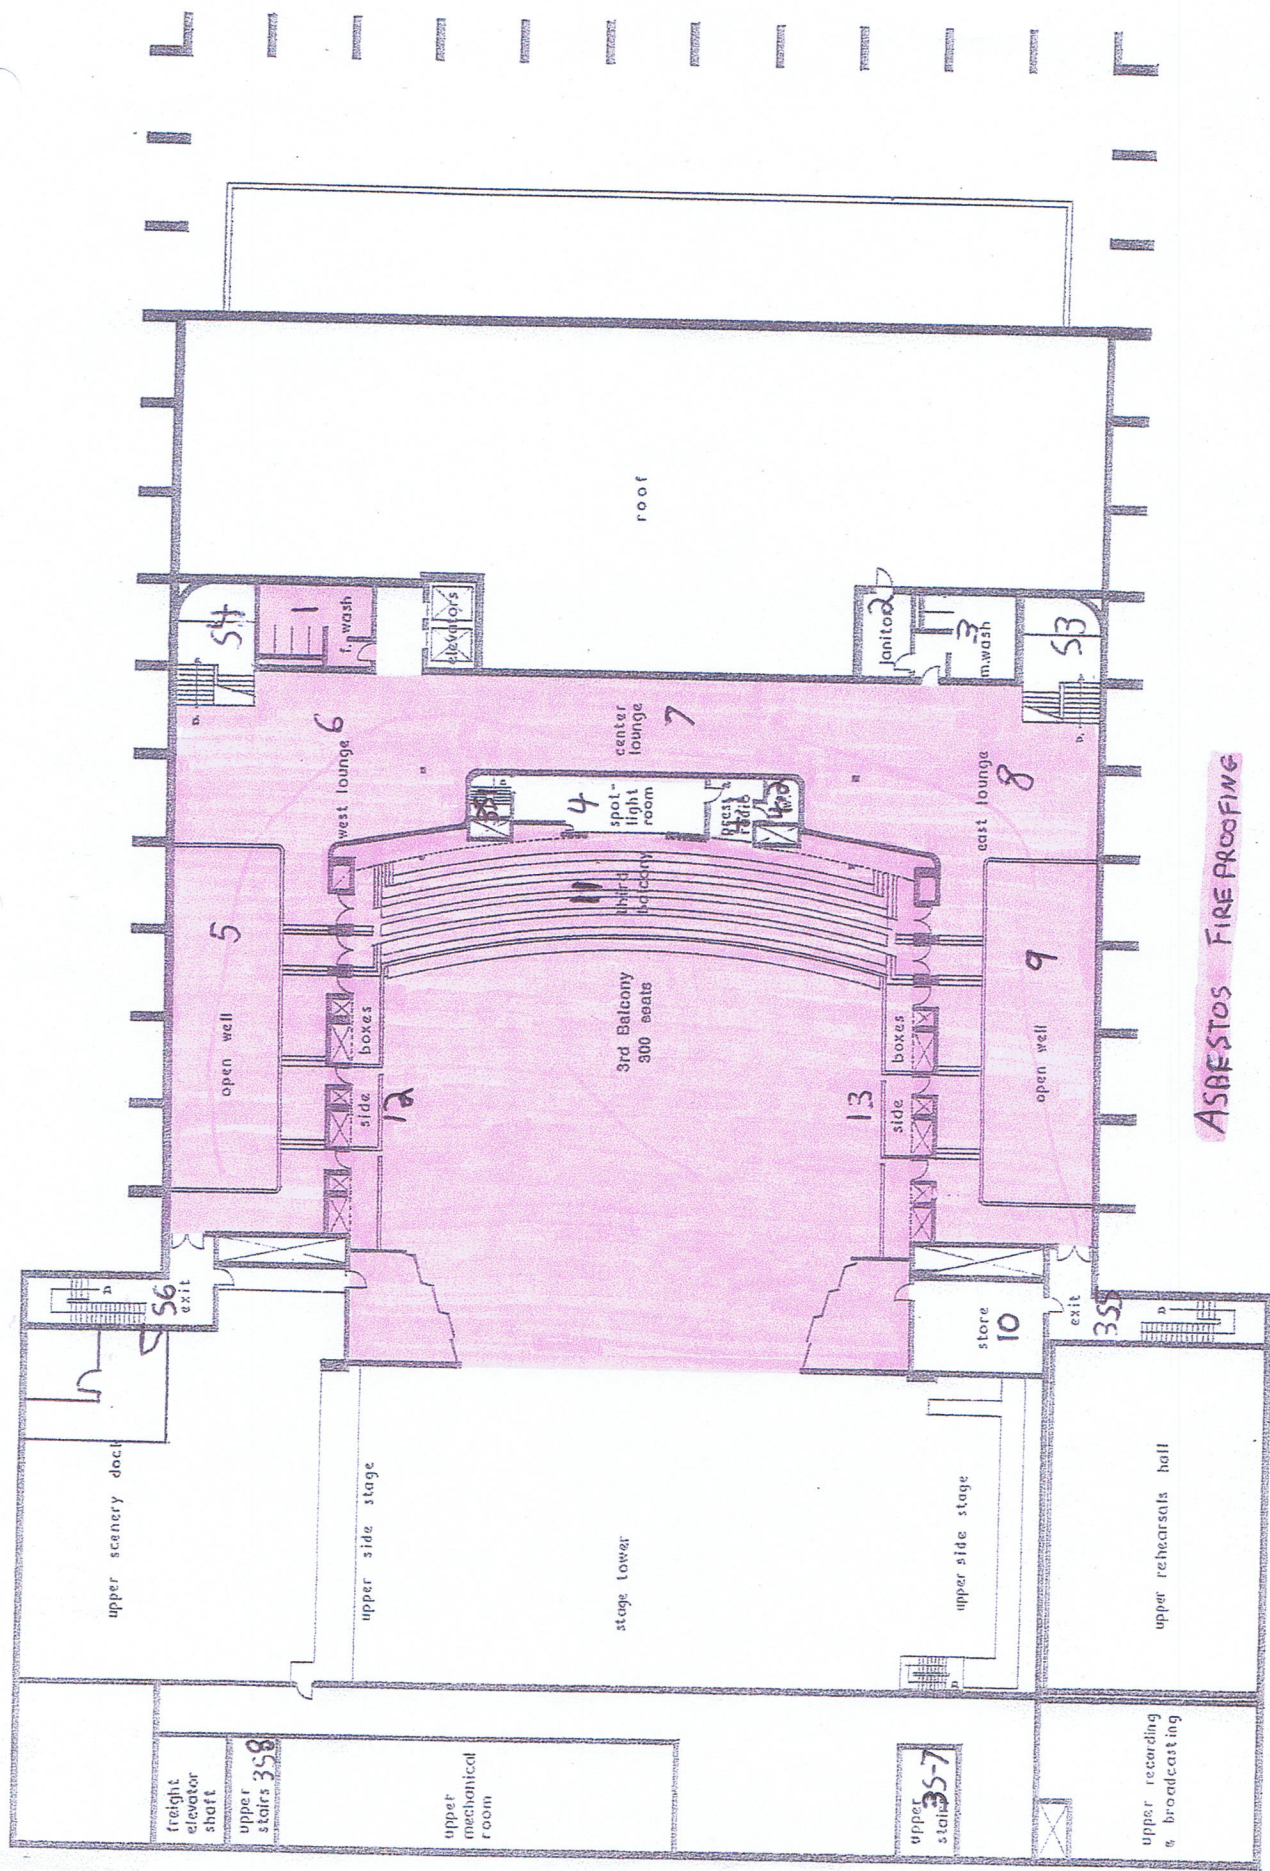 roof
54
1
f. wash
elevators
janitor 2
3
m.wash
53
D.
west lounge 6
center
lounge
7
east lounge
8
D.
4
spot-
light
room
press
radio
5
open well
11
third
balcony
3rd Balcony
300 seats
9
open well
boxes
side
12
boxes
side
13
56
exit
D
store
10
exit
355
D
upper scenery dock
upper side stage
stage tower
upper side stage
upper rehearsals hall
D
freight
elevator
shaft
upper
stairs 358
upper
mechanical
room
upper
stairs
35-7
upper recording
& broadcasting
ASBESTOS FIREPROOFING